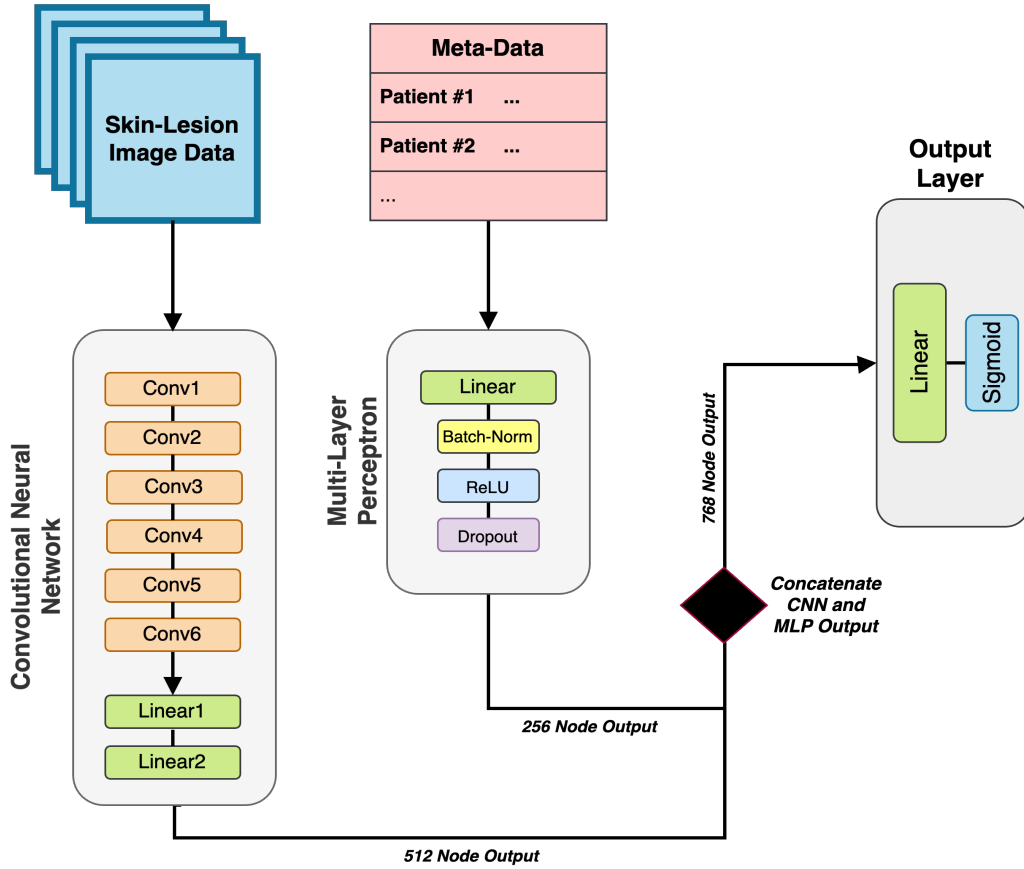 Skin-Lesion
Image Data
Meta-Data
Patient #1 ...
Patient #2 ...
...
Output
Layer
Convolutional Neural
Network
Conv1
Conv2
Conv3
Conv4
Conv5
Conv6
Linear1
Linear2
Multi-Layer
Perceptron
Linear
Batch-Norm
ReLU
Dropout
Linear
Sigmoid
768 Node Output
Concatenate
CNN and
MLP Output
256 Node Output
512 Node Output